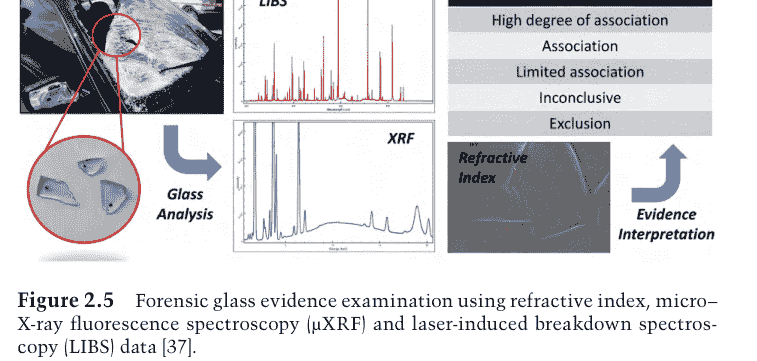 LIBS
High degree of association
Association
Limited association
Inconclusive
Exclusion
XRF
Refractive
Index
Glass
Analysis
Evidence
Interpretation
Figure 2.5 Forensic glass evidence examination using refractive index, micro–
X-ray fluorescence spectroscopy (µXRF) and laser-induced breakdown spectros-
copy (LIBS) data [37].